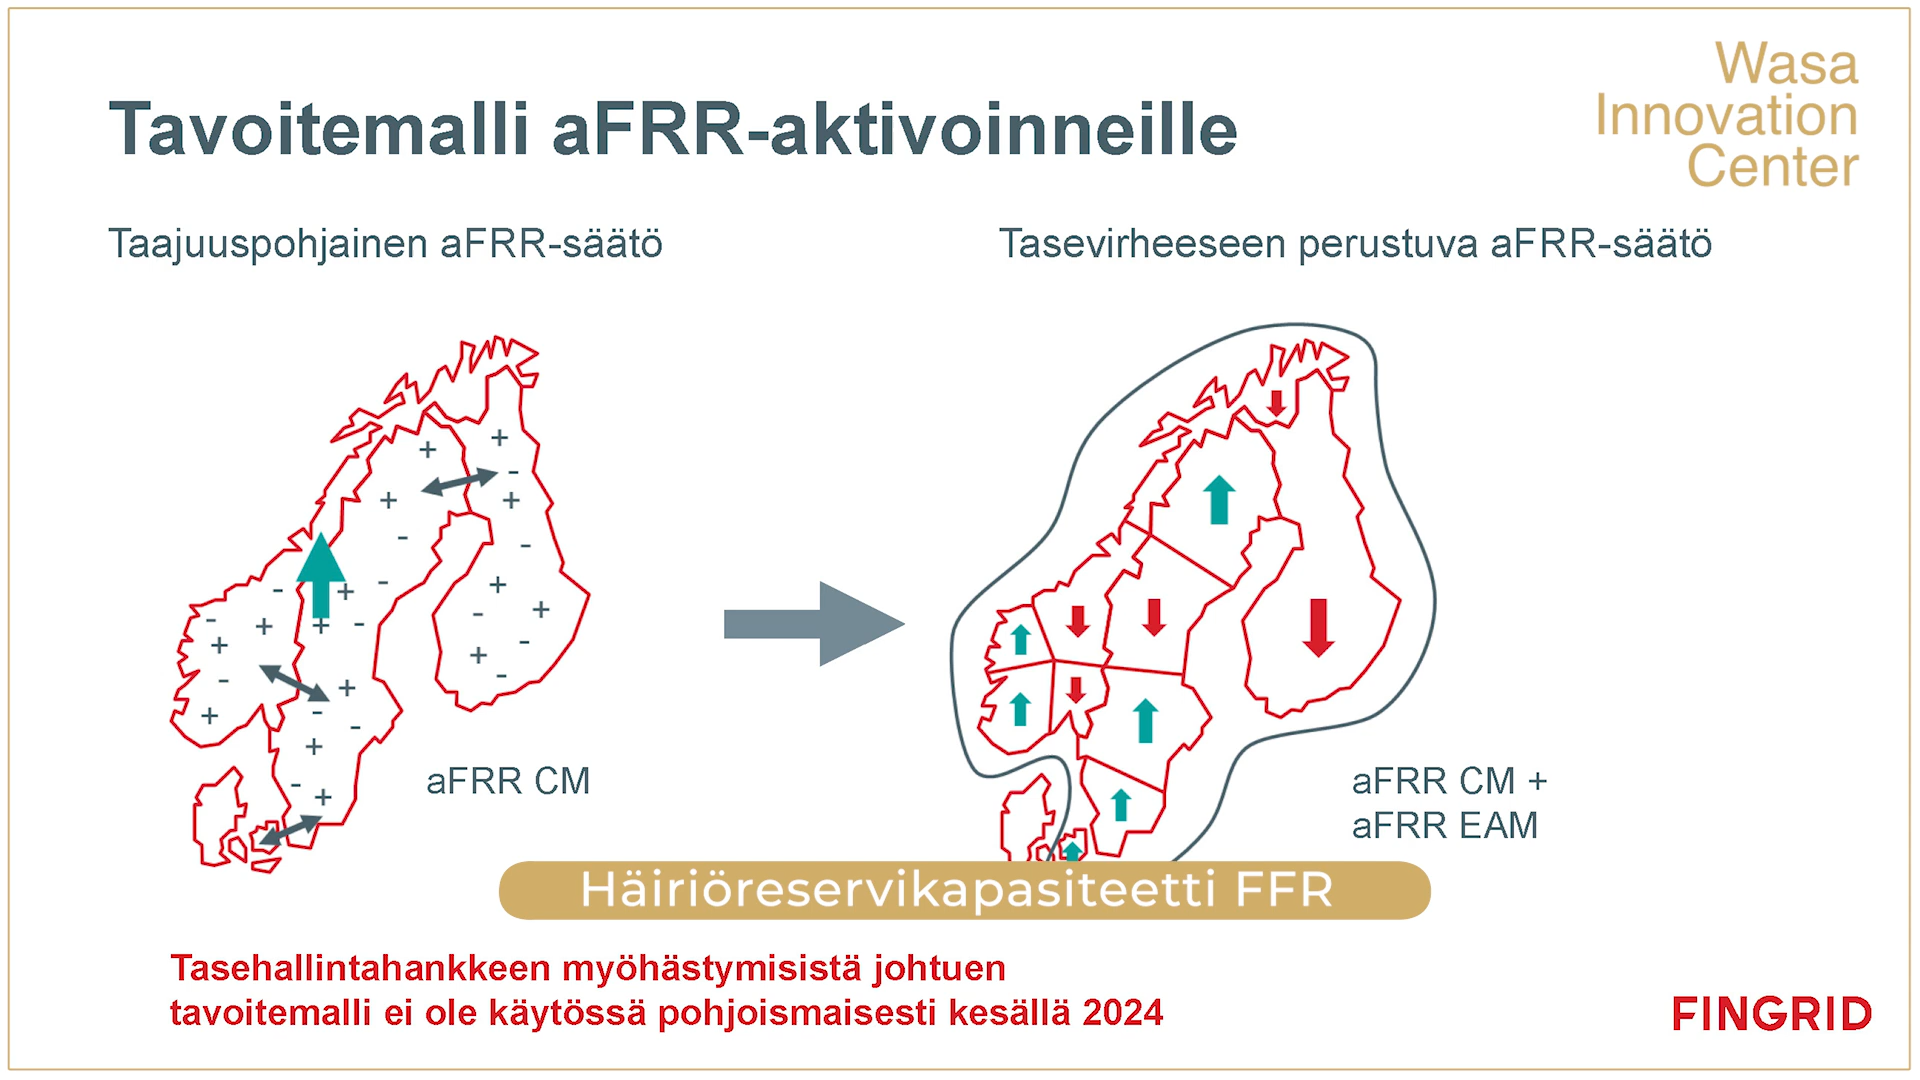 Wasa
Innovation
Center
Tavoitemalli aFRR-aktivoinneille
Taajuuspohjainen aFRR-säätö
Tasevirheeseen perustuva aFRR-säätö
aFRR CM
aFRR CM +
aFRR EAM
Häiriöreservikapasiteetti FFR
Tasehallintahankkeen myöhästymisistä johtuen
tavoitemalli ei ole käytössä pohjoismaisesti kesällä 2024
FINGRID